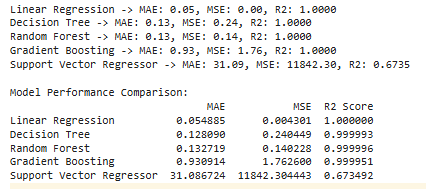 Linear Regression -> MAE: 0.05, MSE: 0.00, R2: 1.0000
Decision Tree -> MAE: 0.13, MSE: 0.24, R2: 1.0000
Random Forest -> MAE: 0.13, MSE: 0.14, R2: 1.0000
Gradient Boosting -> MAE: 0.93, MSE: 1.76, R2: 1.0000
Support Vector Regressor -> MAE: 31.09, MSE: 11842.30, R2: 0.6735
Model Performance Comparison:
MAE MSE R2 Score
Linear Regression 0.054885 0.004301 1.000000
Decision Tree 0.128090 0.240449 0.999993
Random Forest 0.132719 0.140228 0.999996
Gradient Boosting 0.930914 1.762600 0.999951
Support Vector Regressor 31.086724 11842.304443 0.673492